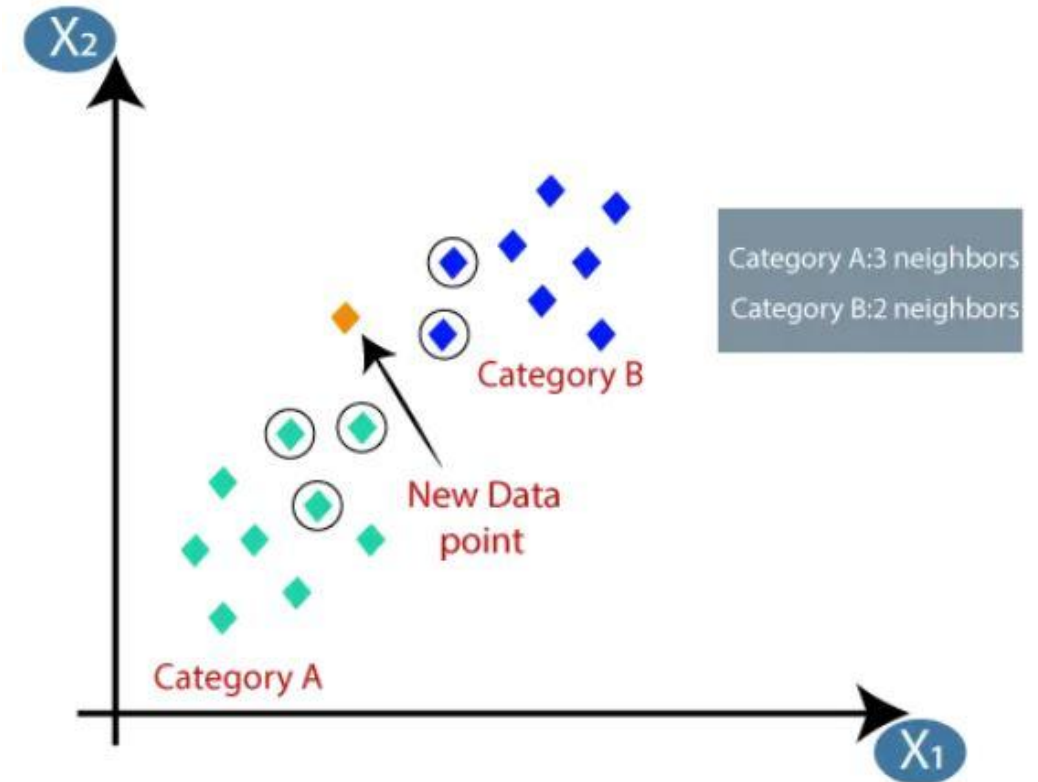 X2
Category A:3 neighbors
Category B:2 neighbors
Category B
New Data
point
Category A
X1